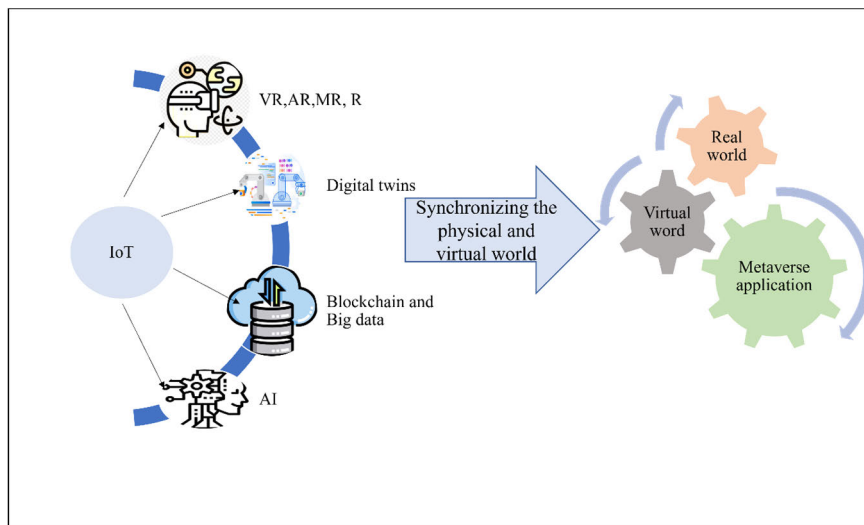 VR,AR,MR, R
Digital twins
IoT
Blockchain and
Big data
AI
Synchronizing the
physical and
virtual world
Real
world
Virtual
word
Metaverse
application